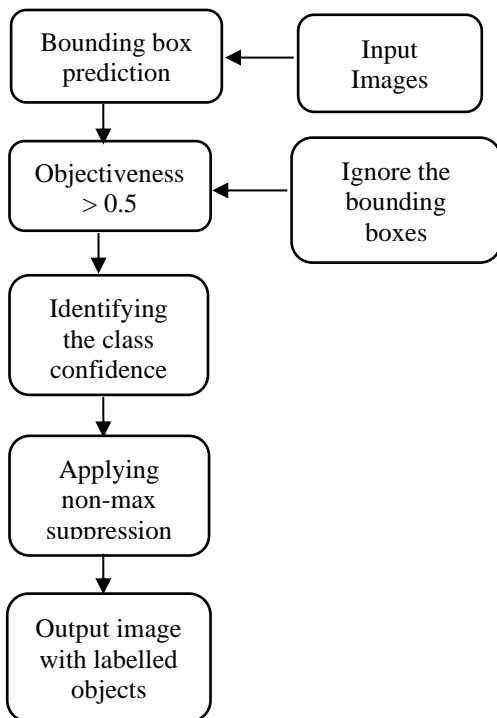 Bounding box
prediction
Input
Images
Objectiveness
> 0.5
Ignore the
bounding
boxes
Identifying
the class
confidence
Applying
non-max
suppression
Output image
with labelled
objects